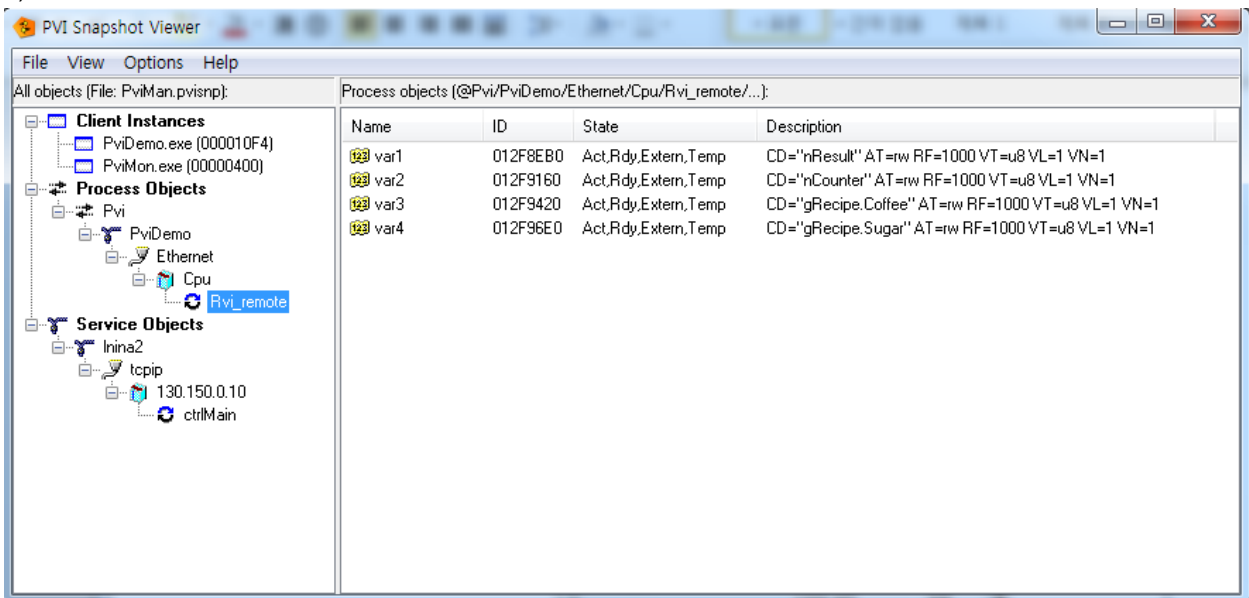 PVI Snapshot Viewer
File View Options Help
All objects (File: PviMan.pvisnp):
Process objects (@Pvi/PviDemo/Ethernet/Cpu/Rvi_remote/...):
Client Instances
PviDemo.exe (000010F4)
PviMon.exe (00000400)
Process Objects
Pvi
PviDemo
Ethernet
Cpu
Rvi_remote
Service Objects
lnina2
tcpip
130.150.0.10
ctrlMain
Name ID State Description
var1 012F8EB0 Act,Rdy,Extern,Temp CD="nResult" AT=rw RF=1000 VT=u8 VL=1 VN=1
var2 012F9160 Act,Rdy,Extern,Temp CD="nCounter" AT=rw RF=1000 VT=u8 VL=1 VN=1
var3 012F9420 Act,Rdy,Extern,Temp CD="gRecipe.Coffee" AT=rw RF=1000 VT=u8 VL=1 VN=1
var4 012F96E0 Act,Rdy,Extern,Temp CD="gRecipe.Sugar" AT=rw RF=1000 VT=u8 VL=1 VN=1